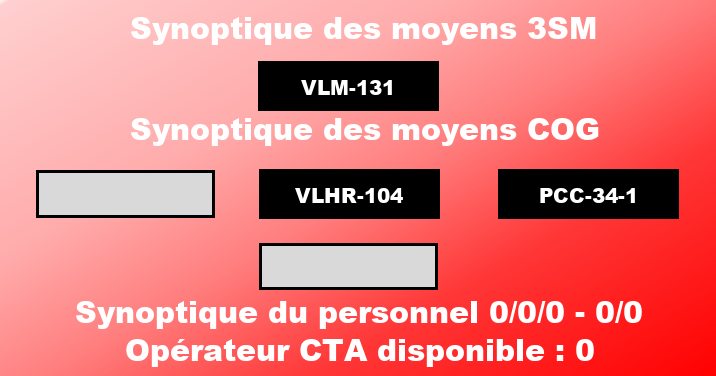 Synoptique des moyens 3SM
VLM-131
Synoptique des moyens COG
VLHR-104
PCC-34-1
Synoptique du personnel 0/0/0 - 0/0
Opérateur CTA disponible : 0